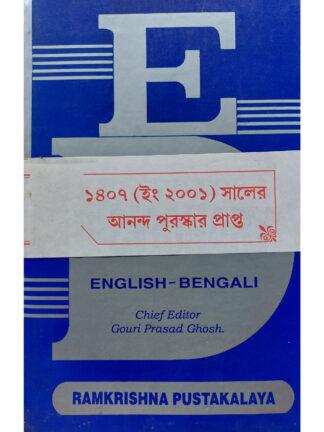 E
১৪০৭ (ইং ২০০১) সালের
আনন্দ পুরস্কার প্রাপ্ত
ENGLISH-BENGALI
Chief Editor
Gouri Prasad Ghosh.
RAMKRISHNA PUSTAKALAYA